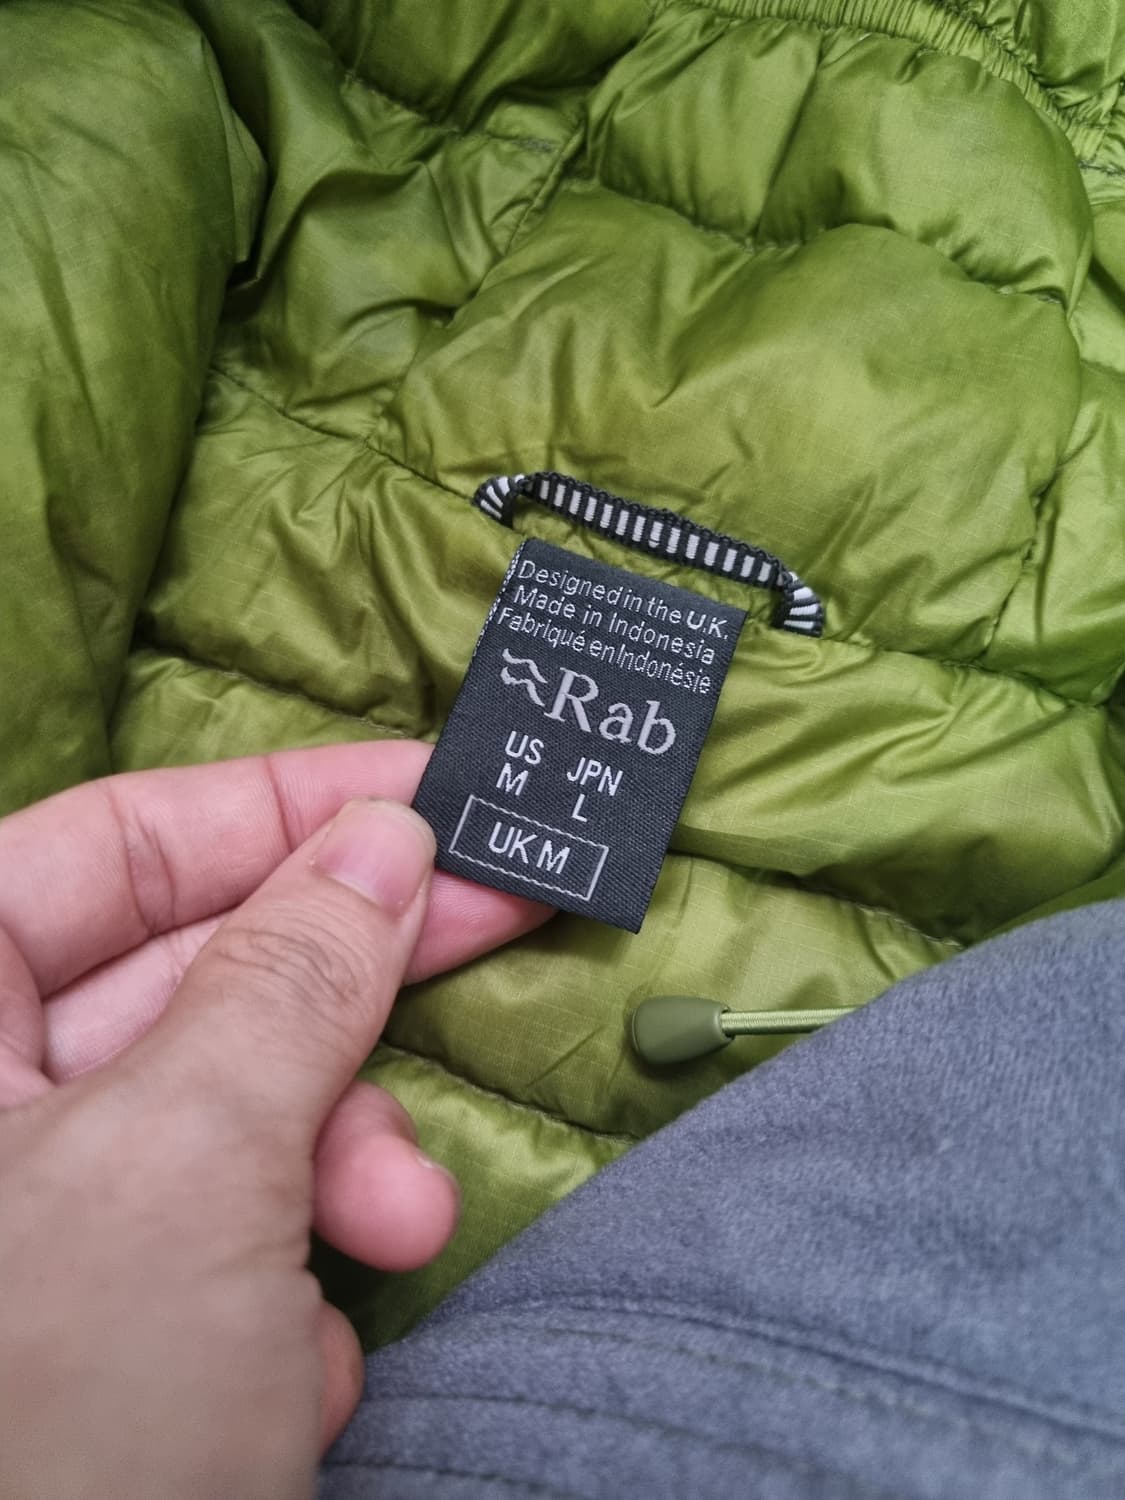 Designed in the U.K.
Made in Indonesia
Fabriqué en Indonésie
Rab
US JPN
M L
UK M